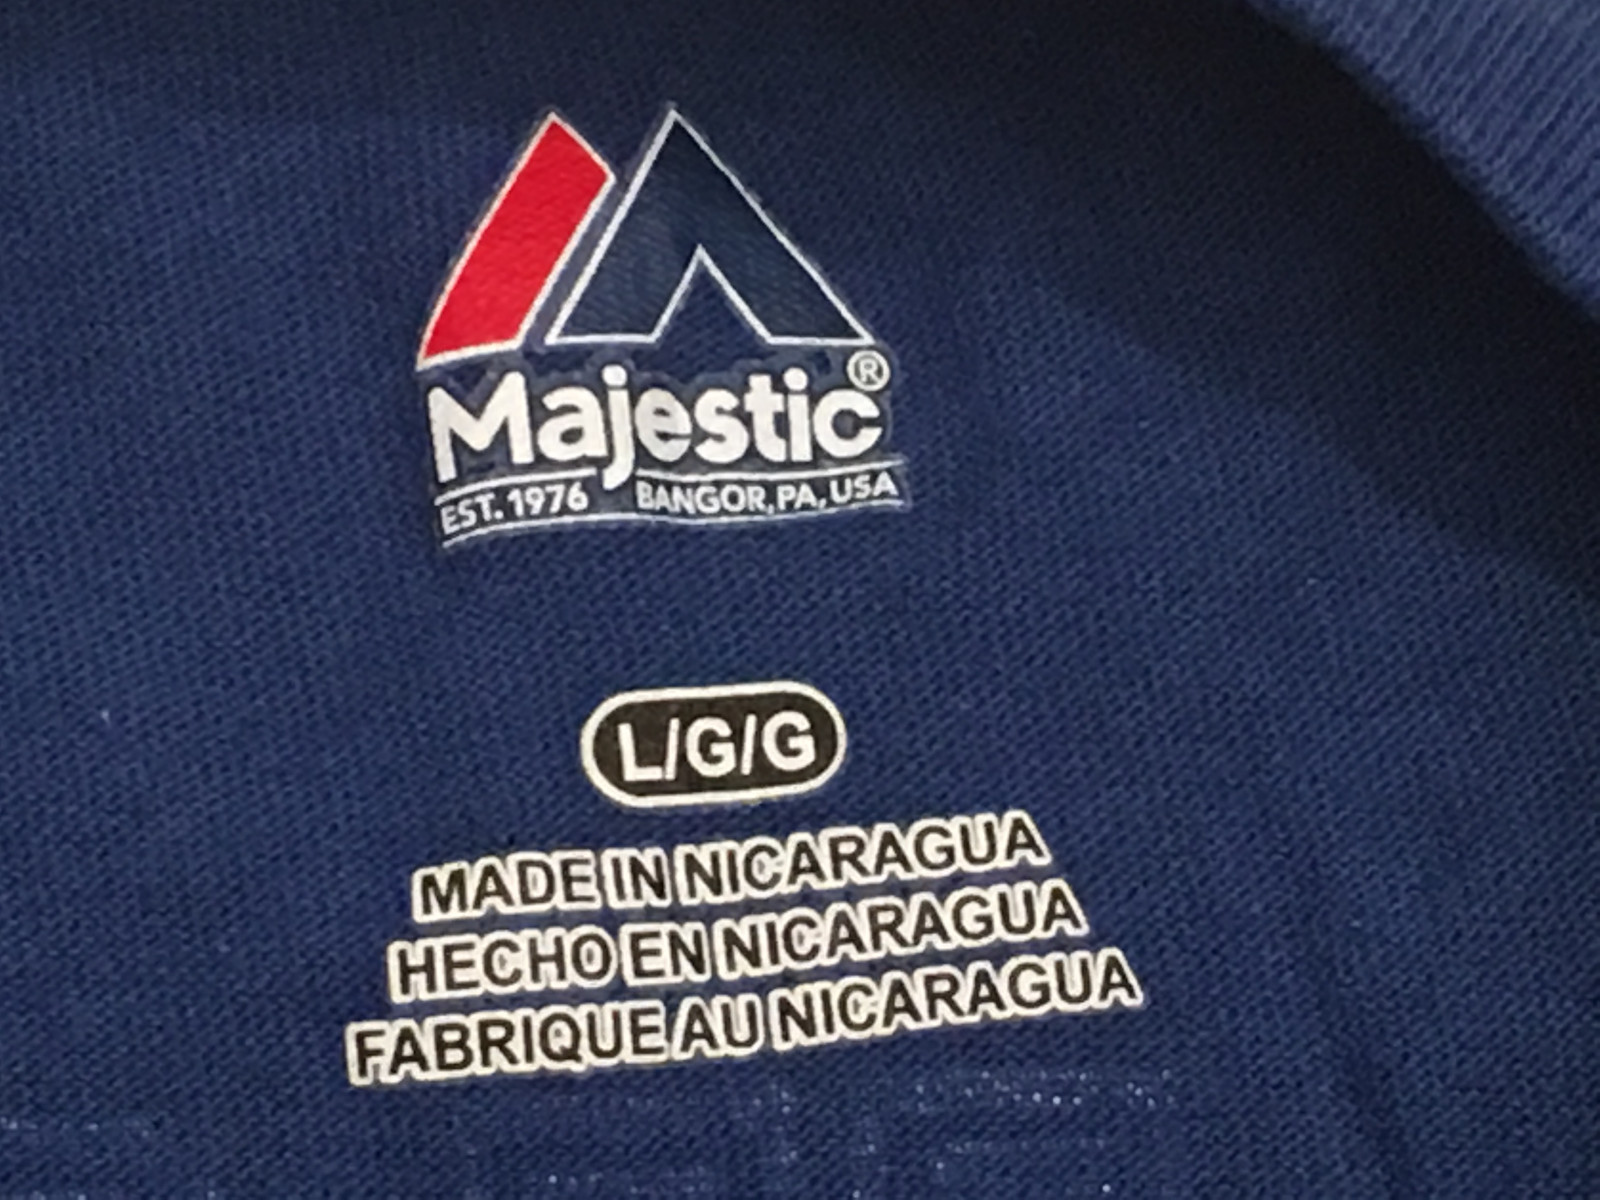 Majestic®
EST. 1976 BANGOR, PA, USA
L/G/G
MADE IN NICARAGUA
HECHO EN NICARAGUA
FABRIQUE AU NICARAGUA